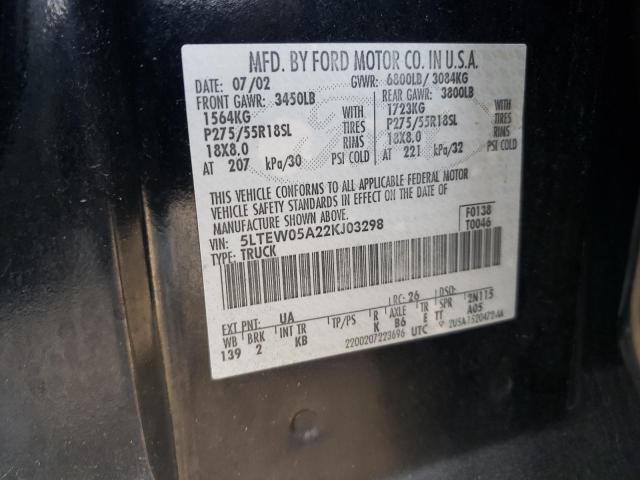 MFD. BY FORD MOTOR CO. IN U.S.A.
DATE: 07/02 GVWR: 6800LB/ 3084KG
FRONT GAWR: 3450LB REAR GAWR: 3800LB
1564KG WITH 1723KG WITH
P275/55R18SL TIRES P275/55R18SL TIRES
18X8.0 RIMS 18X8.0 RIMS
AT 207 kPa/30 PSI COLD AT 221 kPa/32 PSI COLD
THIS VEHICLE CONFORMS TO ALL APPLICABLE FEDERAL MOTOR
VEHICLE SAFETY STANDARDS IN EFFECT ON THE DATE OF
MANUFACTURE SHOWN ABOVE.
VIN: 5LTEW05A22KJ03298 F0138
TYPE: TRUCK T0046
EXT PNT: UA RC: 26 DSO: 2N115
WB BRK INT TR TP/PS R AXLE TR SPR A05
139 2 KB K B6 E TT
2200207223696 UTC